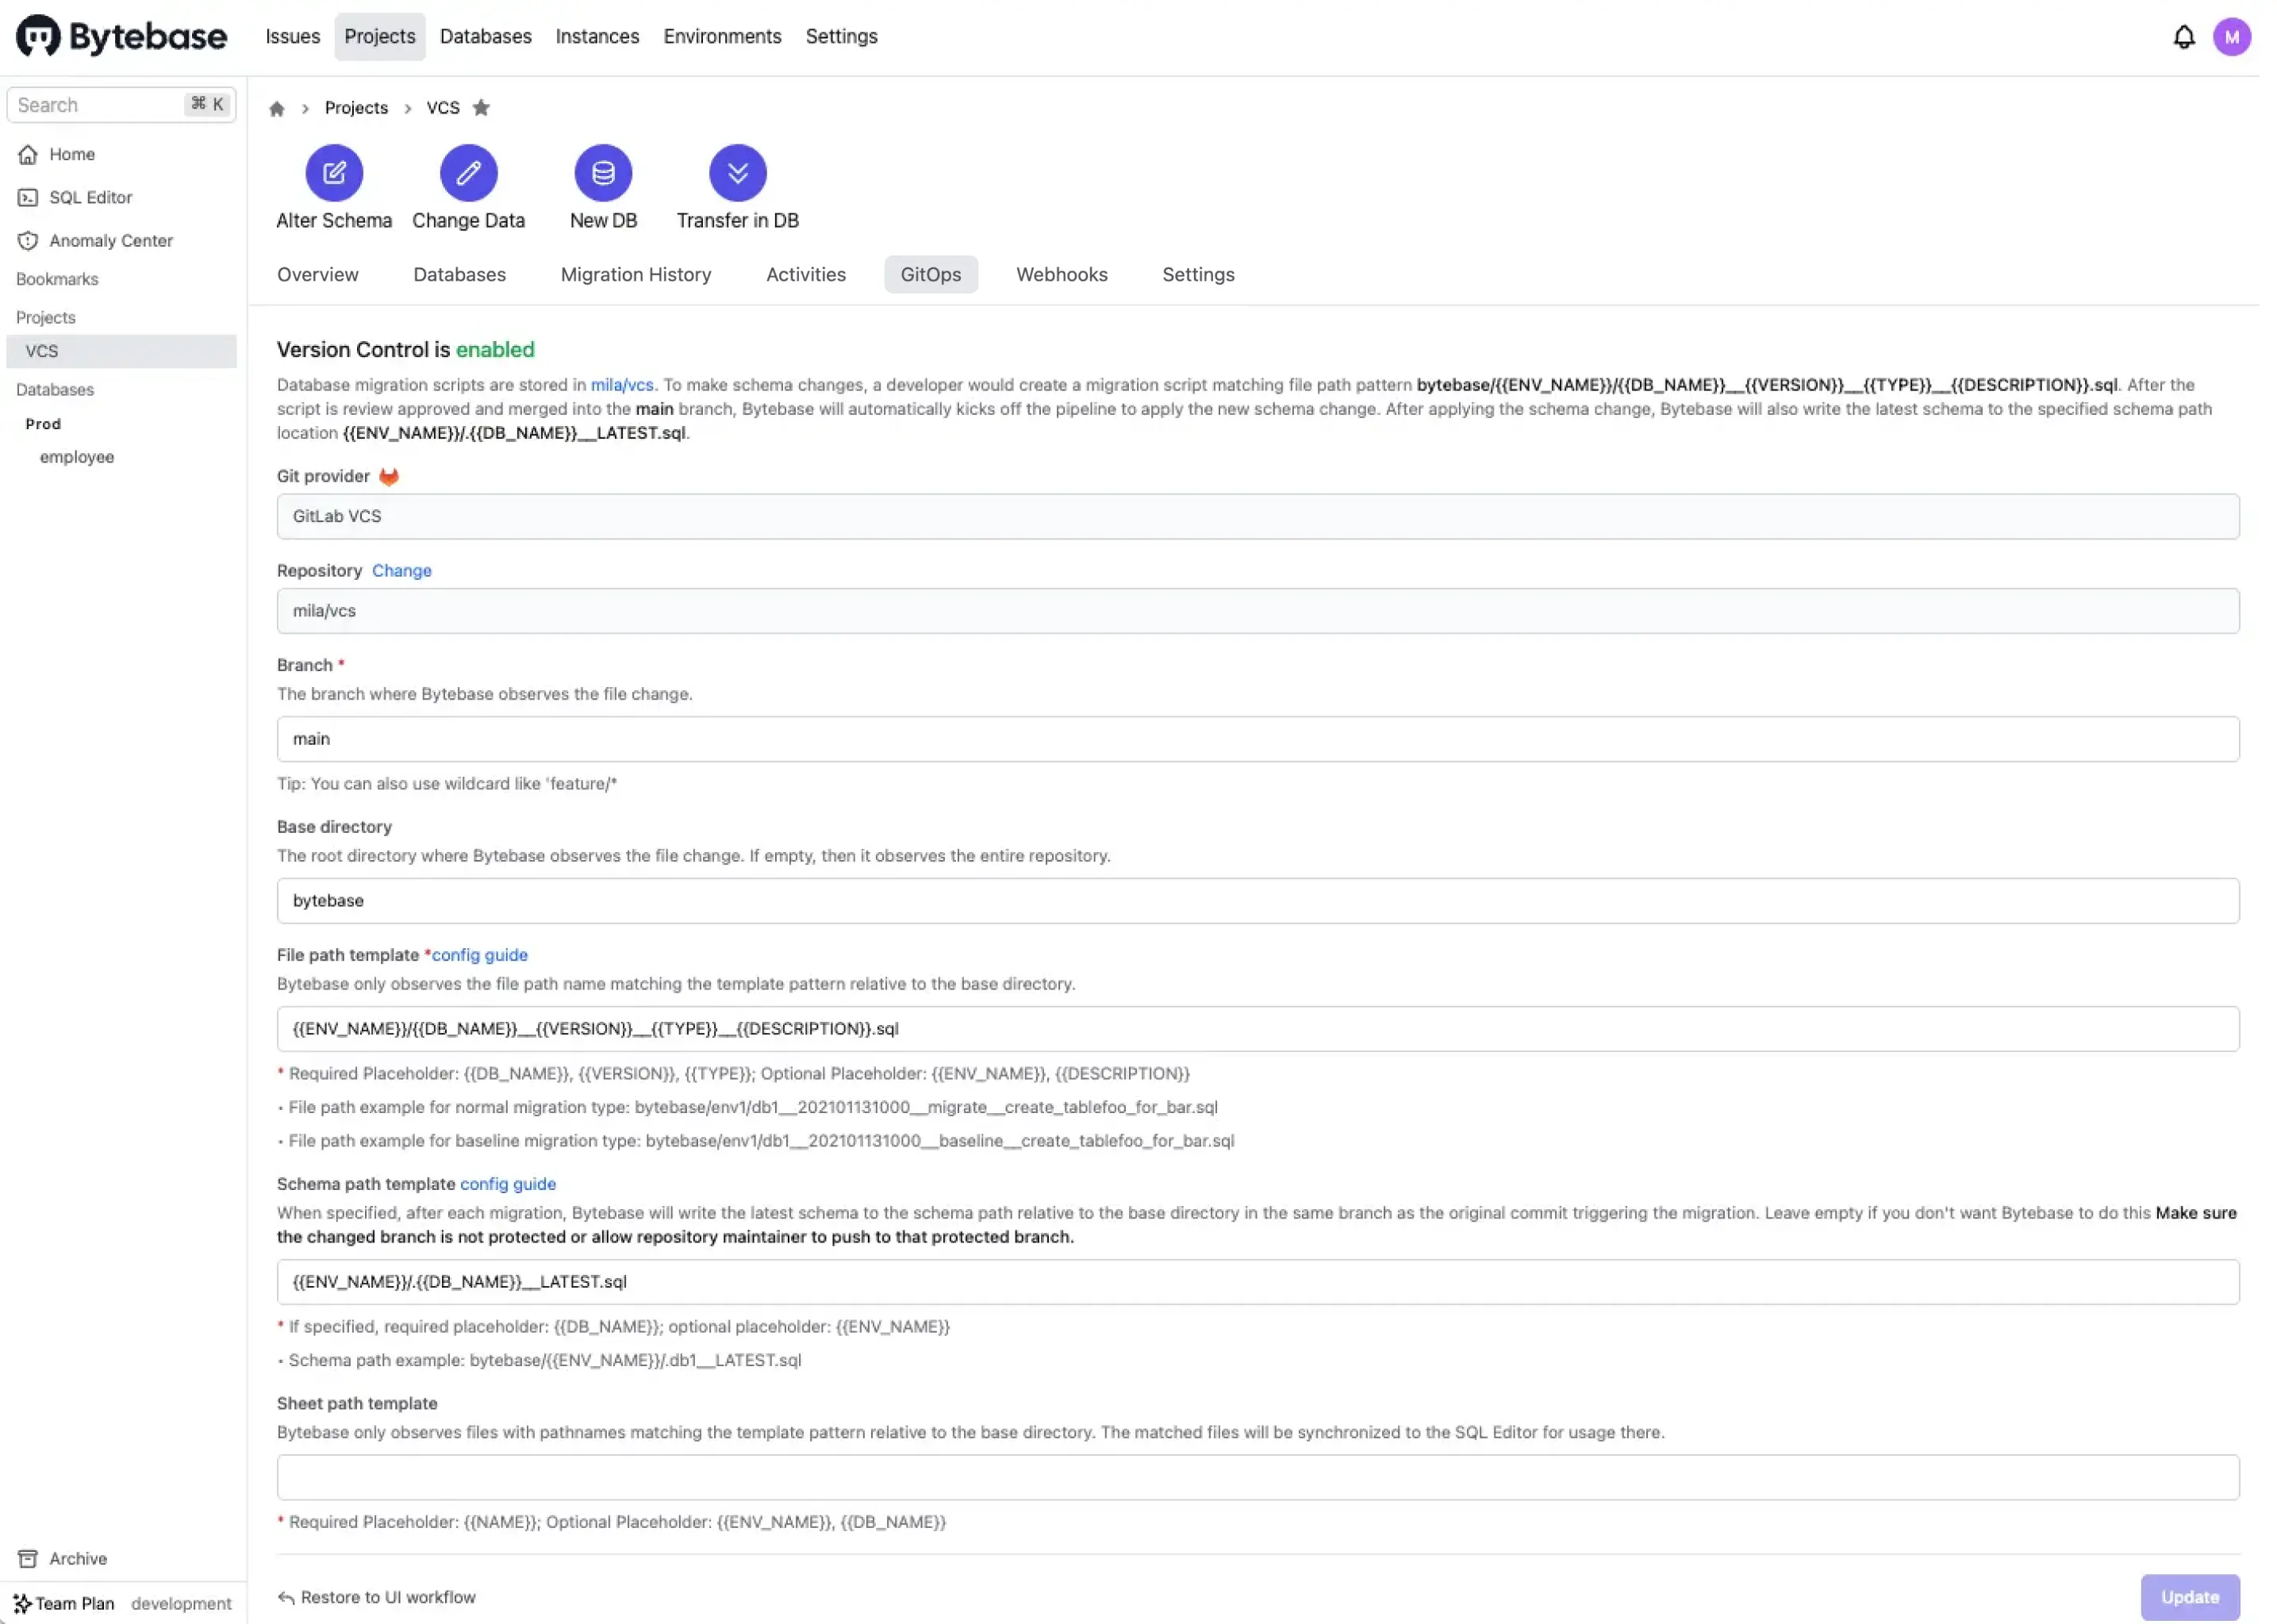 Bytebase
Issues Projects Databases Instances Environments Settings
M
Search ⌘ K
Home
SQL Editor
Anomaly Center
Bookmarks
Projects
VCS
Databases
Prod
employee
Archive
Team Plan development
Projects > VCS
Alter Schema Change Data New DB Transfer in DB
Overview Databases Migration History Activities GitOps Webhooks Settings
Version Control is enabled
Database migration scripts are stored in mila/vcs. To make schema changes, a developer would create a migration script matching file path pattern bytebase/{{ENV_NAME}}/{{DB_NAME}}__{{VERSION}}__{{TYPE}}__{{DESCRIPTION}}.sql. After the
script is review approved and merged into the main branch, Bytebase will automatically kicks off the pipeline to apply the new schema change. After applying the schema change, Bytebase will also write the latest schema to the specified schema path
location {{ENV_NAME}}/.{{DB_NAME}}__LATEST.sql.
Git provider
GitLab VCS
Repository Change
mila/vcs
Branch *
The branch where Bytebase observes the file change.
main
Tip: You can also use wildcard like 'feature/*
Base directory
The root directory where Bytebase observes the file change. If empty, then it observes the entire repository.
bytebase
File path template *config guide
Bytebase only observes the file path name matching the template pattern relative to the base directory.
{{ENV_NAME}}/{{DB_NAME}}__{{VERSION}}__{{TYPE}}__{{DESCRIPTION}}.sql
* Required Placeholder: {{DB_NAME}}, {{VERSION}}, {{TYPE}}; Optional Placeholder: {{ENV_NAME}}, {{DESCRIPTION}}
• File path example for normal migration type: bytebase/env1/db1__202101131000__migrate__create_tablefoo_for_bar.sql
• File path example for baseline migration type: bytebase/env1/db1__202101131000__baseline__create_tablefoo_for_bar.sql
Schema path template config guide
When specified, after each migration, Bytebase will write the latest schema to the schema path relative to the base directory in the same branch as the original commit triggering the migration. Leave empty if you don't want Bytebase to do this Make sure
the changed branch is not protected or allow repository maintainer to push to that protected branch.
{{ENV_NAME}}/.{{DB_NAME}}__LATEST.sql
* If specified, required placeholder: {{DB_NAME}}; optional placeholder: {{ENV_NAME}}
• Schema path example: bytebase/{{ENV_NAME}}/.db1__LATEST.sql
Sheet path template
Bytebase only observes files with pathnames matching the template pattern relative to the base directory. The matched files will be synchronized to the SQL Editor for usage there.
* Required Placeholder: {{NAME}}; Optional Placeholder: {{ENV_NAME}}, {{DB_NAME}}
Restore to UI workflow
Update